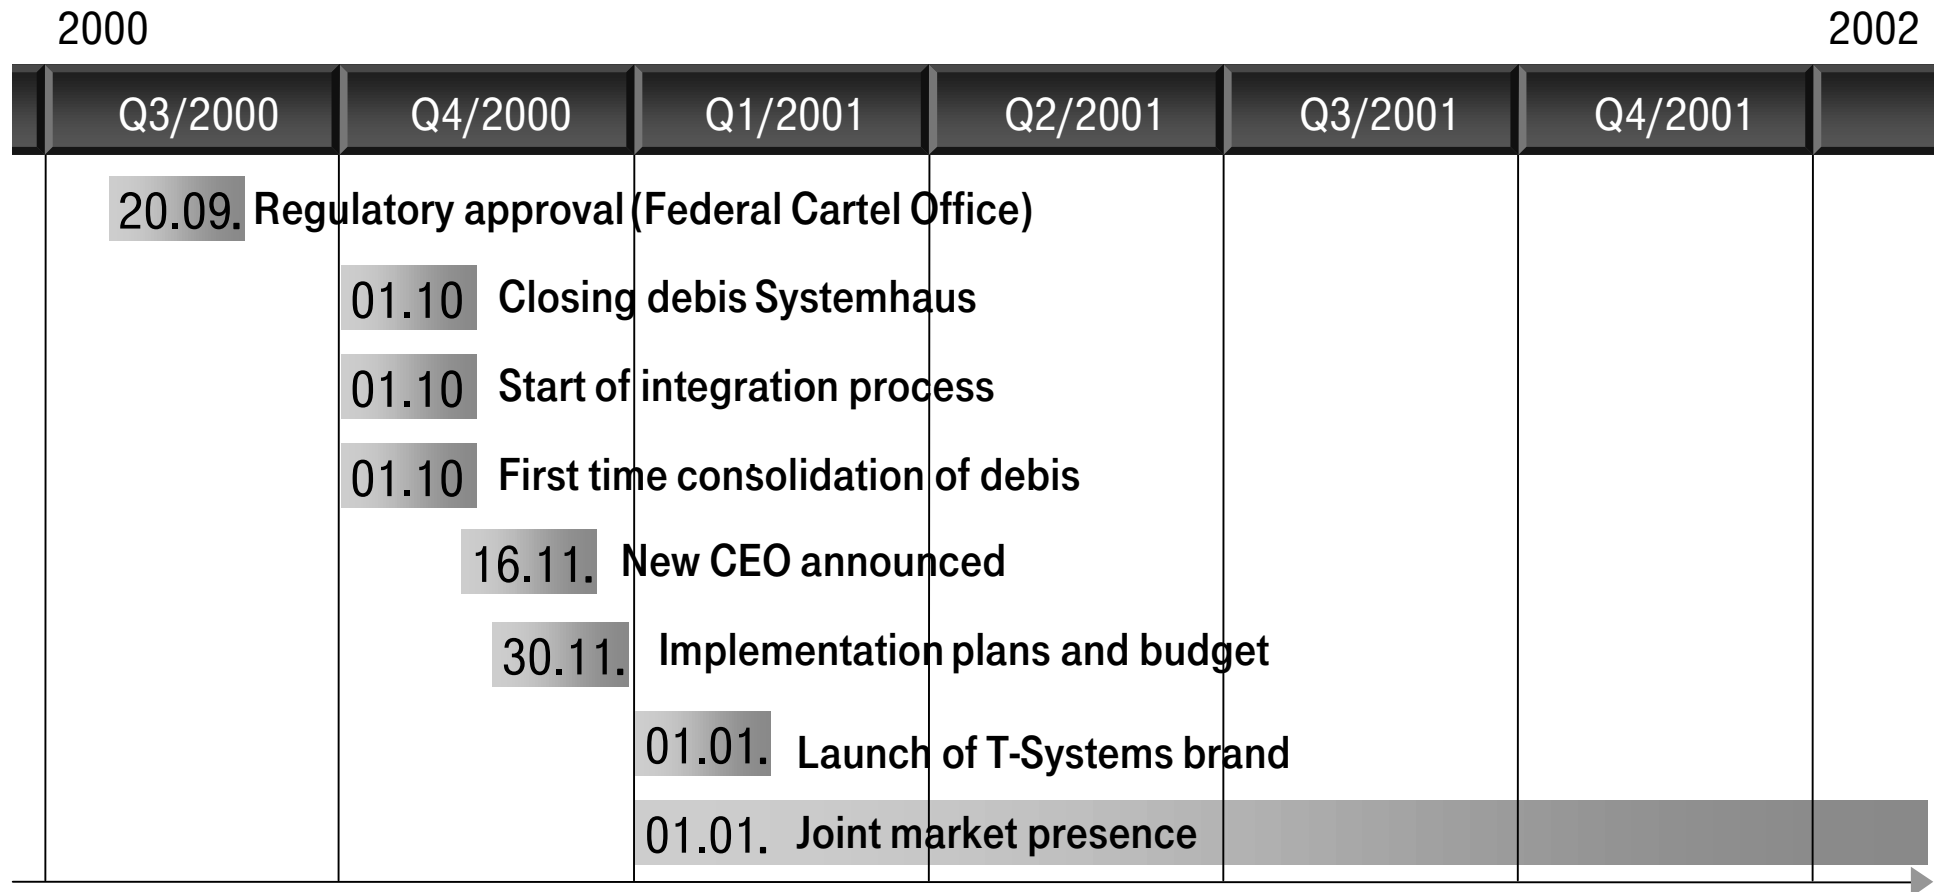 2000 2002
Q3/2000 Q4/2000 Q1/2001 Q2/2001 Q3/2001 Q4/2001
20.09. Regulatory approval (Federal Cartel Office)
01.10 Closing debis Systemhaus
01.10 Start of integration process
01.10 First time consolidation of debis
16.11. New CEO announced
30.11. Implementation plans and budget
01.01. Launch of T-Systems brand
01.01. Joint market presence